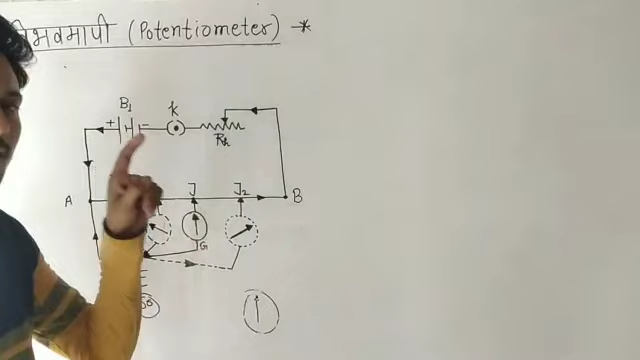 विभवमापी (Potentiometer) -*
B₁
+ - K
Rh
A J J₂ B
G